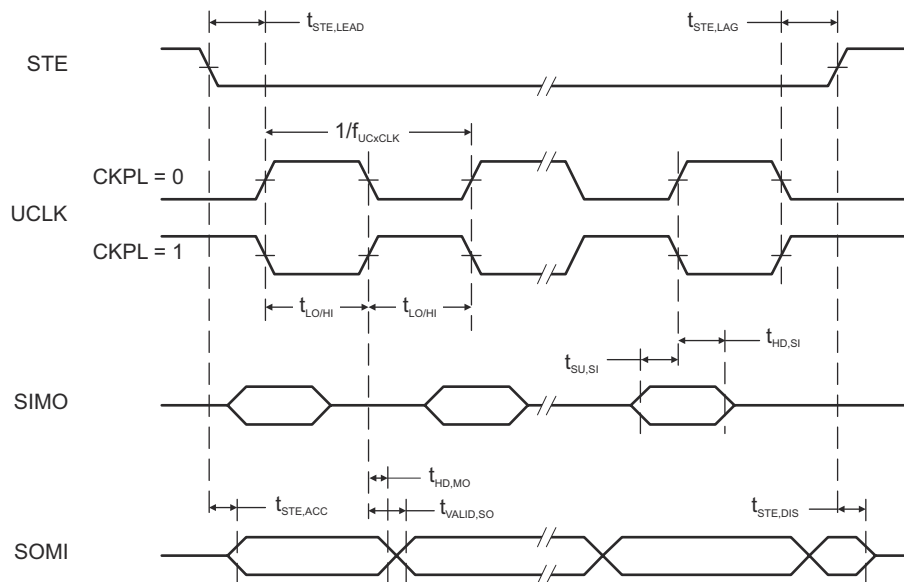 tSTE,LEAD
tSTE,LAG
STE
1/fUCxCLK
CKPL = 0
UCLK
CKPL = 1
tLO/HI
tLO/HI
tHD,SI
tSU,SI
SIMO
tHD,MO
tSTE,ACC
tVALID,SO
tSTE,DIS
SOMI